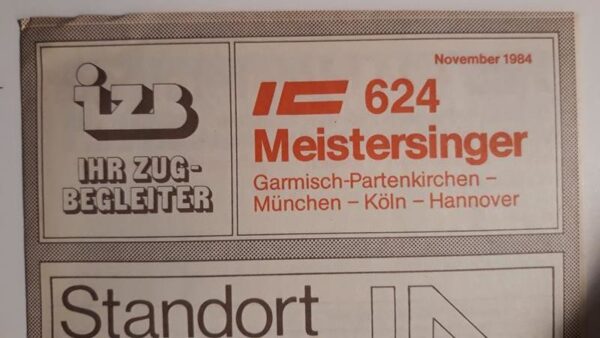 izB
IHR ZUG-
BEGLEITER
November 1984
IC 624
Meistersinger
Garmisch-Partenkirchen –
München – Köln – Hannover
Standort